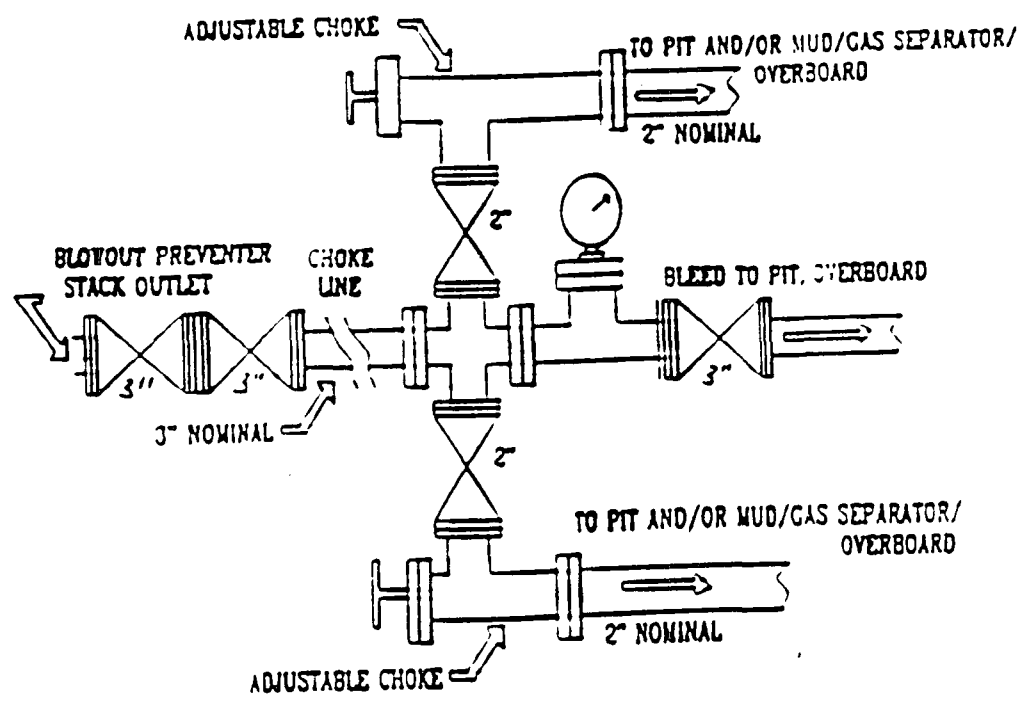 ADJUSTABLE CHOKE
TO PIT AND/OR MUD/GAS SEPARATOR/
OVERBOARD
2" NOMINAL
2"
BLOWOUT PREVENTER
STACK OUTLET
CHOKE
LINE
BLEED TO PIT, OVERBOARD
3"
3"
3"
3" NOMINAL
2"
TO PIT AND/OR MUD/GAS SEPARATOR/
OVERBOARD
2" NOMINAL
ADJUSTABLE CHOKE